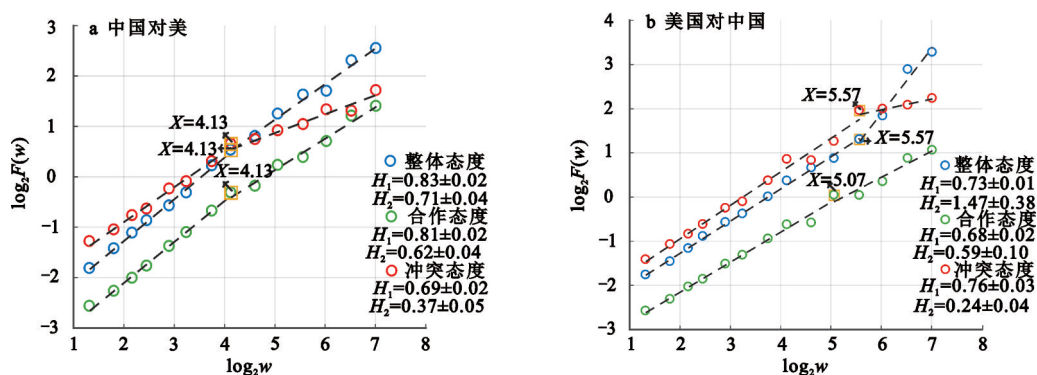 a 中国对美
3
2
1
0
−1
−2
−3
log₂F(w)
1
2
3
4
5
6
7
8
log₂w
X=4.13
X=4.13
X=4.13
整体态度
H₁=0.83±0.02
H₂=0.71±0.04
合作态度
H₁=0.81±0.02
H₂=0.62±0.04
冲突态度
H₁=0.69±0.02
H₂=0.37±0.05
b 美国对中国
4
3
2
1
0
−1
−2
−3
log₂F(w)
1
2
3
4
5
6
7
8
log₂w
X=5.57
X=5.57
X=5.07
整体态度
H₁=0.73±0.01
H₂=1.47±0.38
合作态度
H₁=0.68±0.02
H₂=0.59±0.10
冲突态度
H₁=0.76±0.03
H₂=0.24±0.04